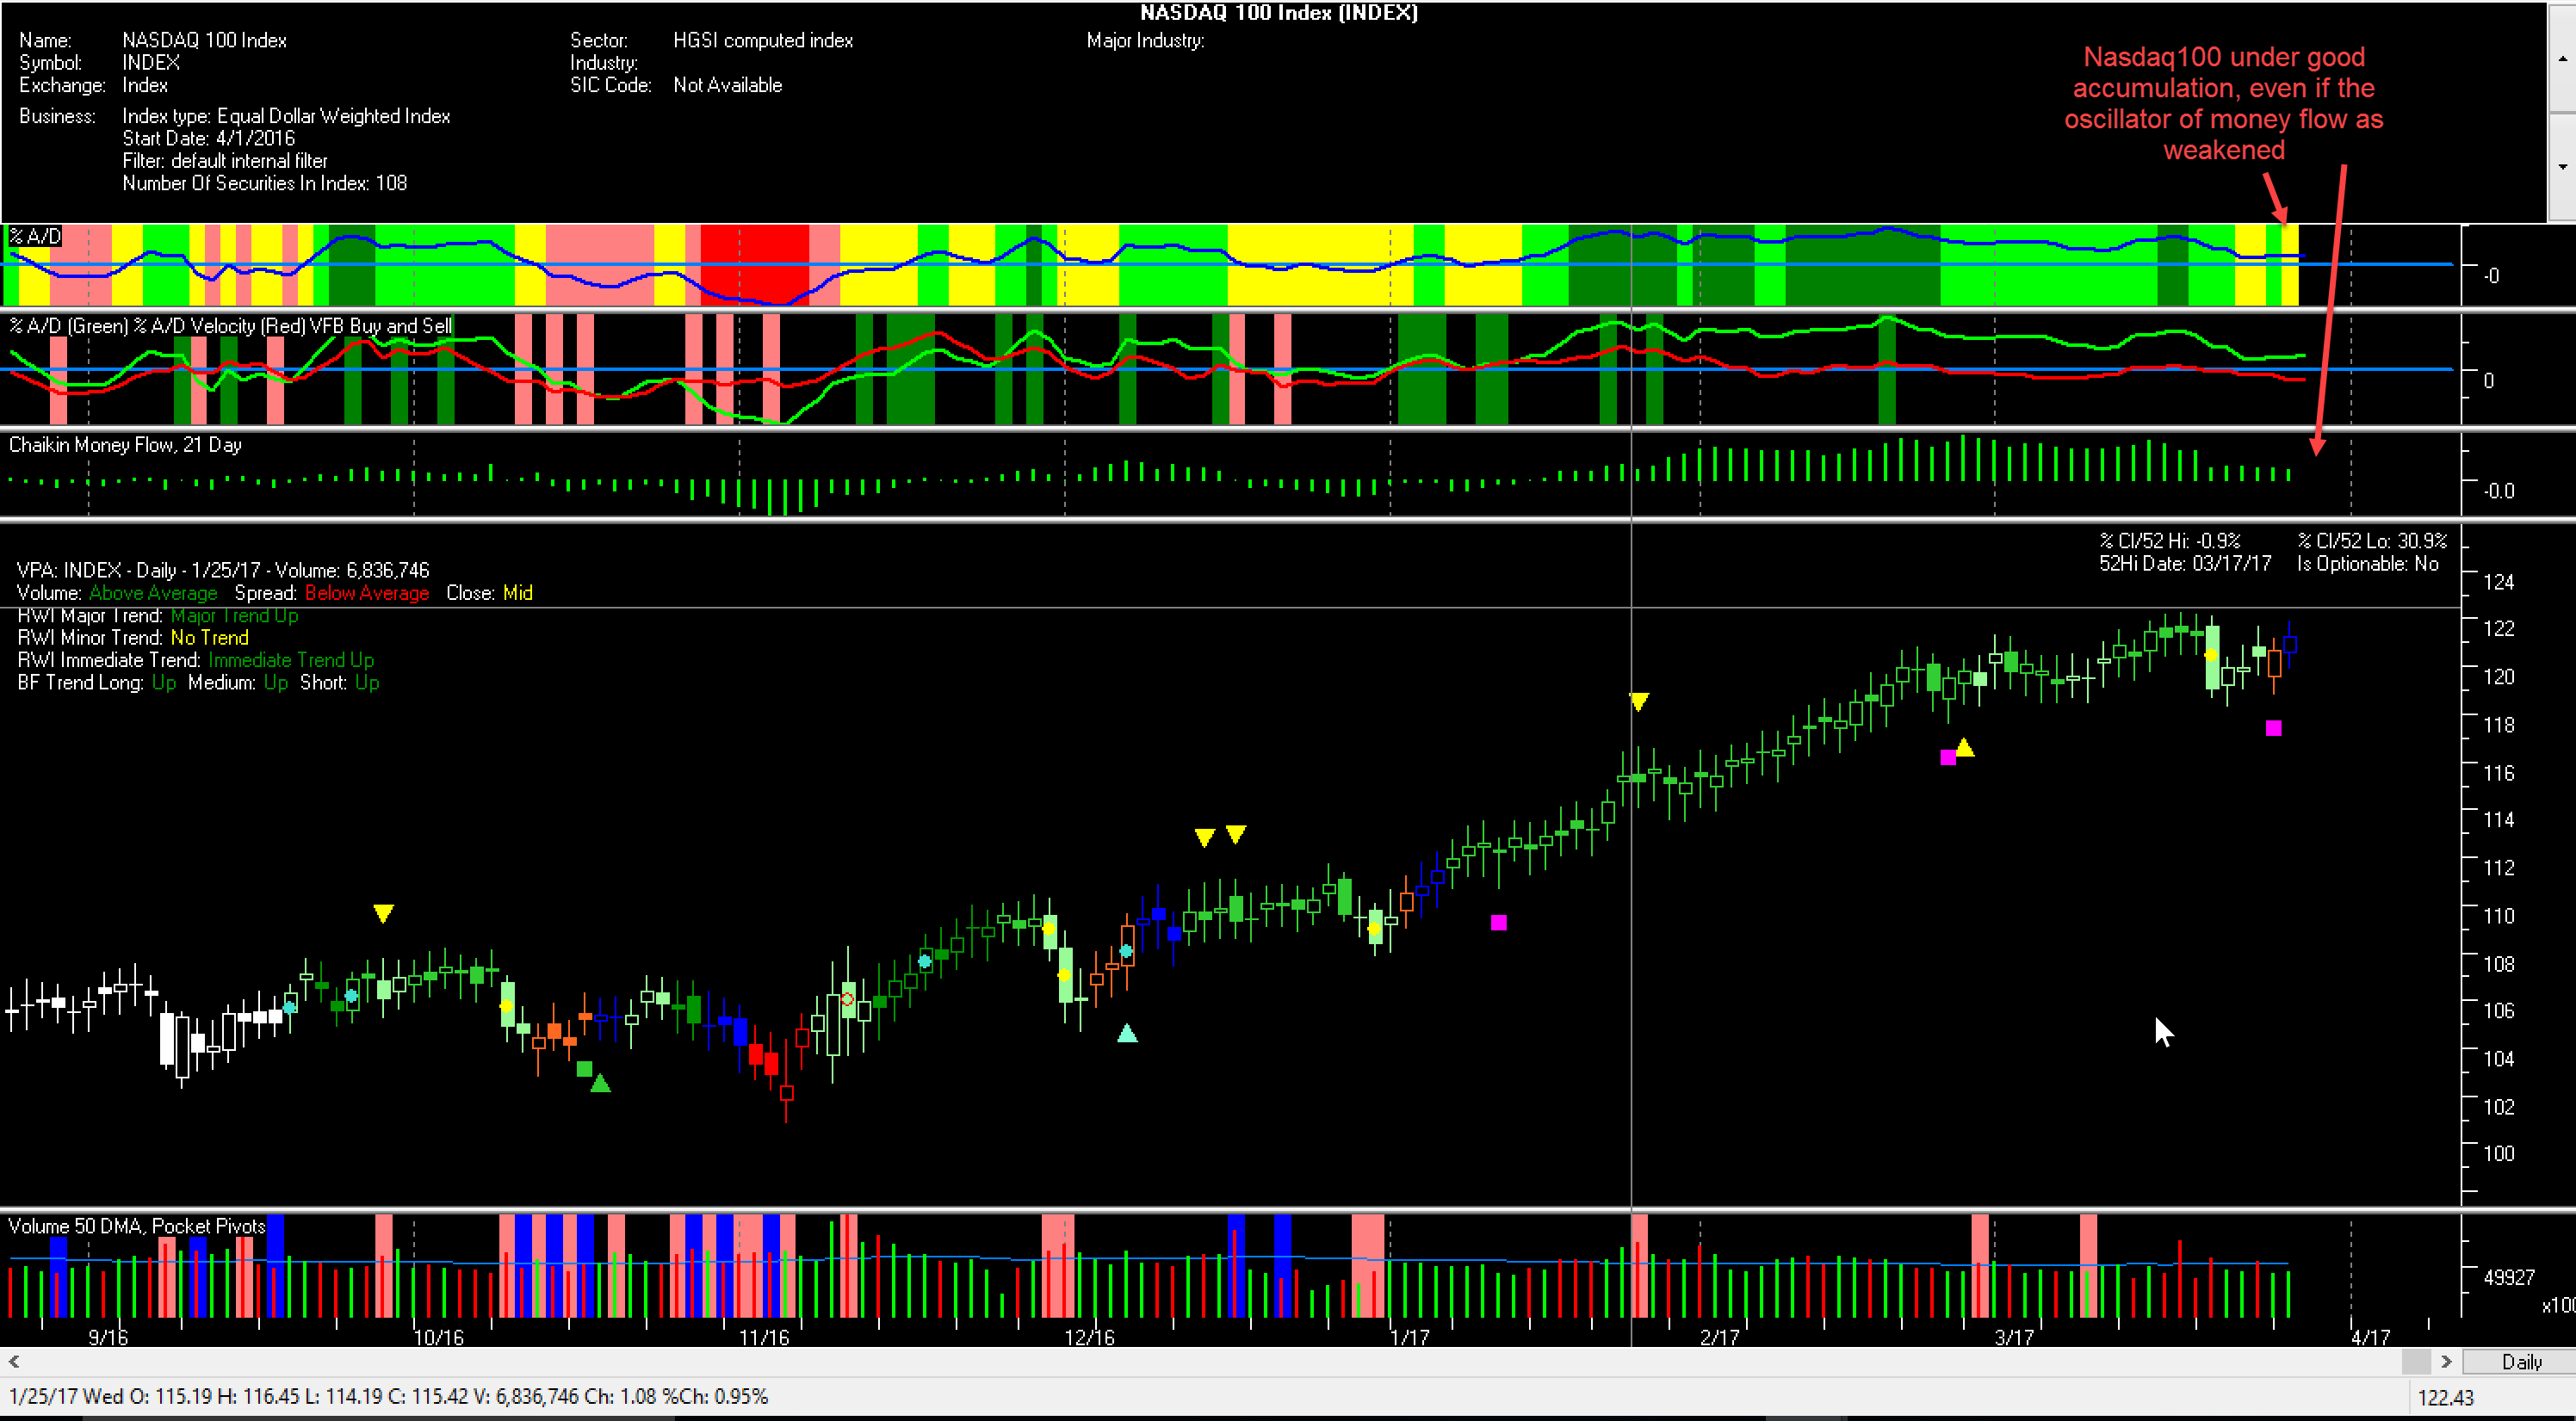 NASDAQ 100 Index (INDEX)
Name: NASDAQ 100 Index Sector: HGSI computed index Major Industry:
Symbol: INDEX Industry:
Exchange: Index SIC Code: Not Available
Business: Index type: Equal Dollar Weighted Index
Start Date: 4/1/2016
Filter: default internal filter
Number Of Securities In Index: 108
Nasdaq100 under good
accumulation, even if the
oscillator of money flow as
weakened
% A/D
-0
% A/D (Green) % A/D Velocity (Red) VFB Buy and Sell
0
Chaikin Money Flow, 21 Day
-0.0
% Cl/52 Hi: -0.9% % Cl/52 Lo: 30.9%
52Hi Date: 03/17/17 Is Optionable: No
VPA: INDEX - Daily - 1/25/17 - Volume: 6,836,746
Volume: Above Average Spread: Below Average Close: Mid
RWI Major Trend: Major Trend Up
RWI Minor Trend: No Trend
RWI Immediate Trend: Immediate Trend Up
BF Trend Long: Up Medium: Up Short: Up
124
122
120
118
116
114
112
110
108
106
104
102
100
Volume 50 DMA, Pocket Pivots
49927
x100
9/16 10/16 11/16 12/16 1/17 2/17 3/17 4/17
Daily
1/25/17 Wed O: 115.19 H: 116.45 L: 114.19 C: 115.42 V: 6,836,746 Ch: 1.08 %Ch: 0.95%
122.43